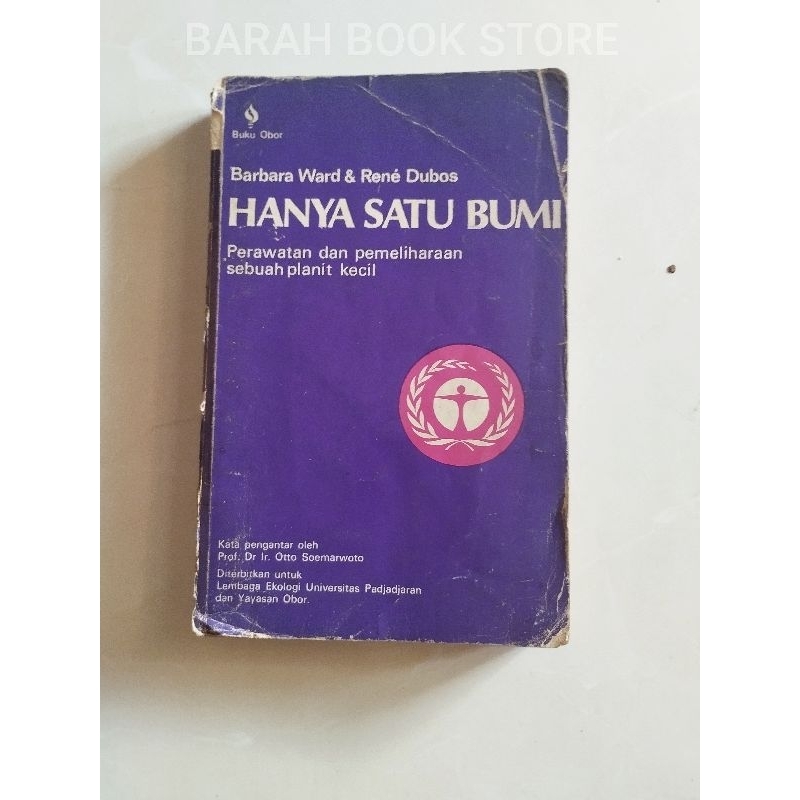 BARAH BOOK STORE
Buku Obor
Barbara Ward & René Dubos
HANYA SATU BUMI
Perawatan dan pemeliharaan
sebuah planit kecil
Kata pengantar oleh
Prof. Dr Ir. Otto Soemarwoto
Diterbitkan untuk
Lembaga Ekologi Universitas Padjadjaran
dan Yayasan Obor.